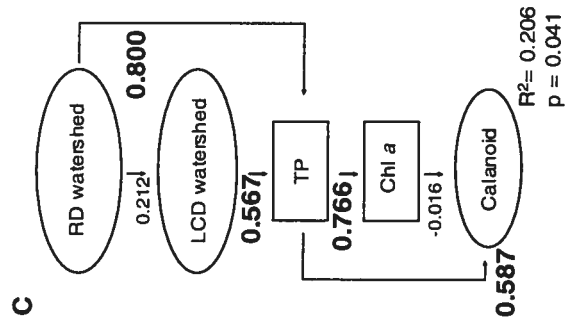 C
RD watershed
0.800
0.212
LCD watershed
0.567
TP
0.766
Chl a
-0.016
Calanoid
0.587
R²= 0.206
p = 0.041